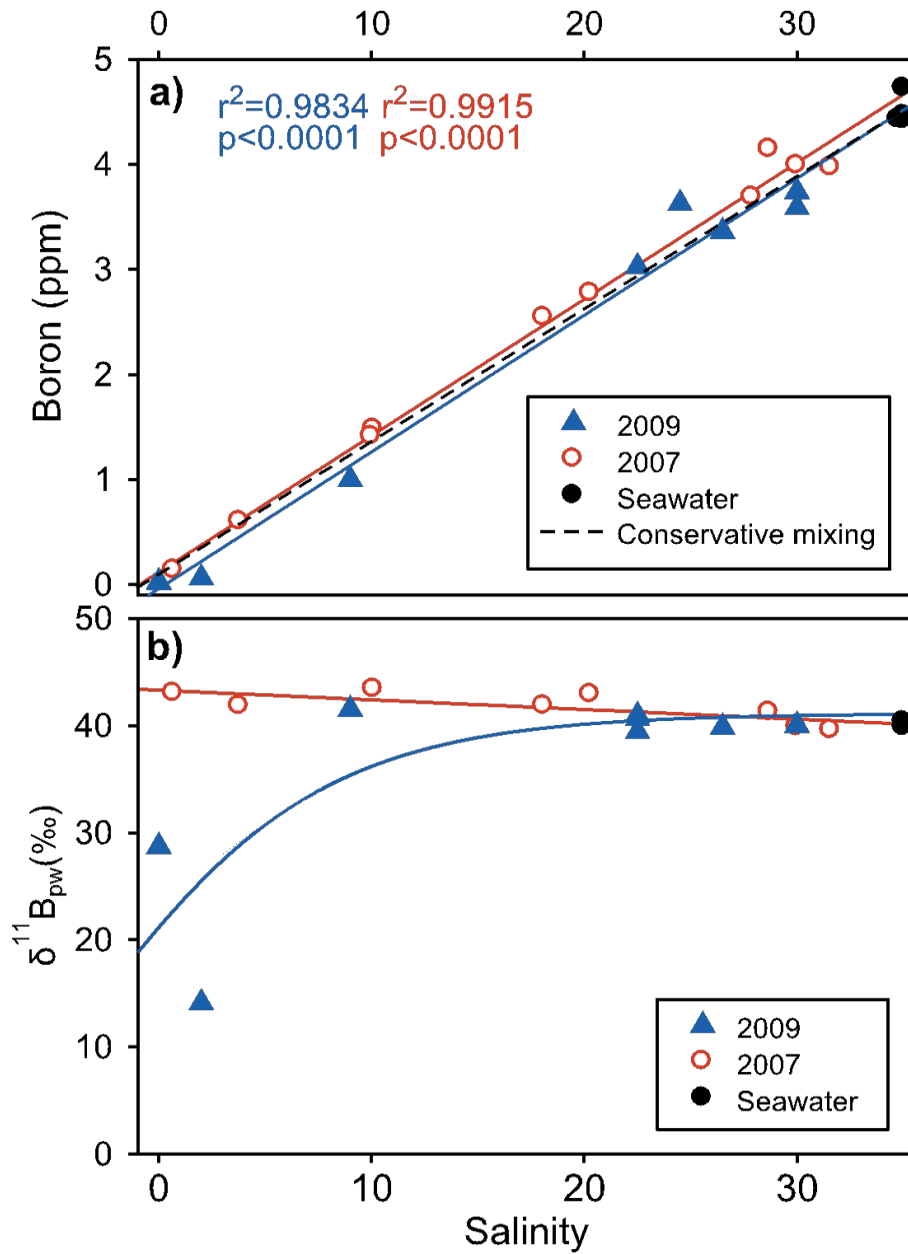 0 10 20 30
5
a)
r²=0.9834 r²=0.9915
p<0.0001 p<0.0001
4
3
2
1
0
Boron (ppm)
2009
2007
Seawater
Conservative mixing
50
b)
40
30
20
10
0
δ¹¹B_pw(‰)
2009
2007
Seawater
0 10 20 30
Salinity